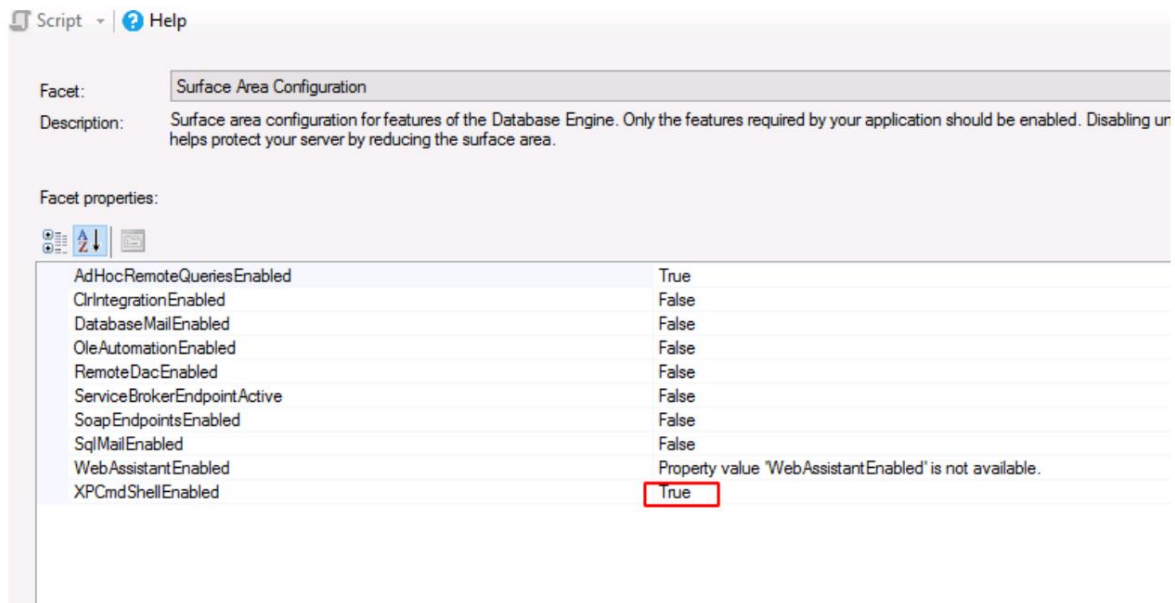 Script Help
Facet: Surface Area Configuration
Description: Surface area configuration for features of the Database Engine. Only the features required by your application should be enabled. Disabling
helps protect your server by reducing the surface area.
Facet properties:
AdHocRemoteQueriesEnabled True
ClrIntegrationEnabled False
DatabaseMailEnabled False
OleAutomationEnabled False
RemoteDacEnabled False
ServiceBrokerEndpointActive False
SoapEndpointsEnabled False
SqlMailEnabled False
WebAssistantEnabled Property value 'WebAssistantEnabled' is not available.
XPCmdShellEnabled True